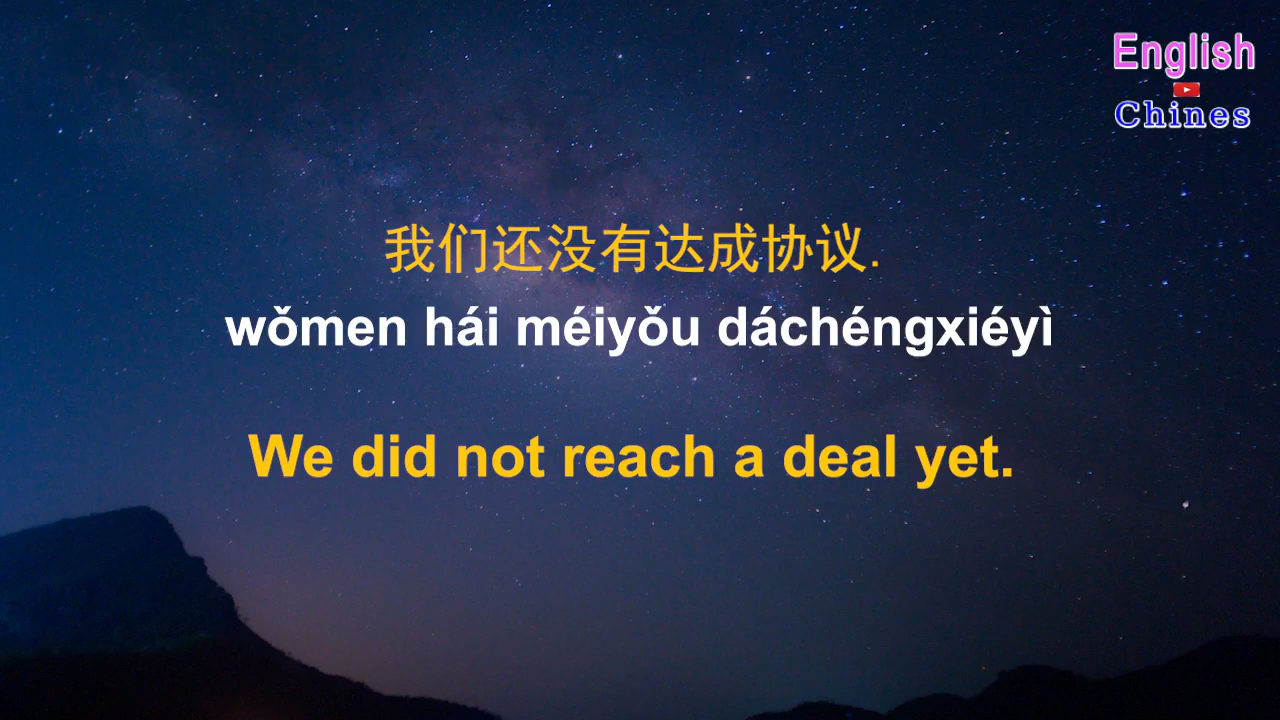 English
Chines
我们还没有达成协议.
wǒmen hái méiyǒu dáchéngxiéyì
We did not reach a deal yet.